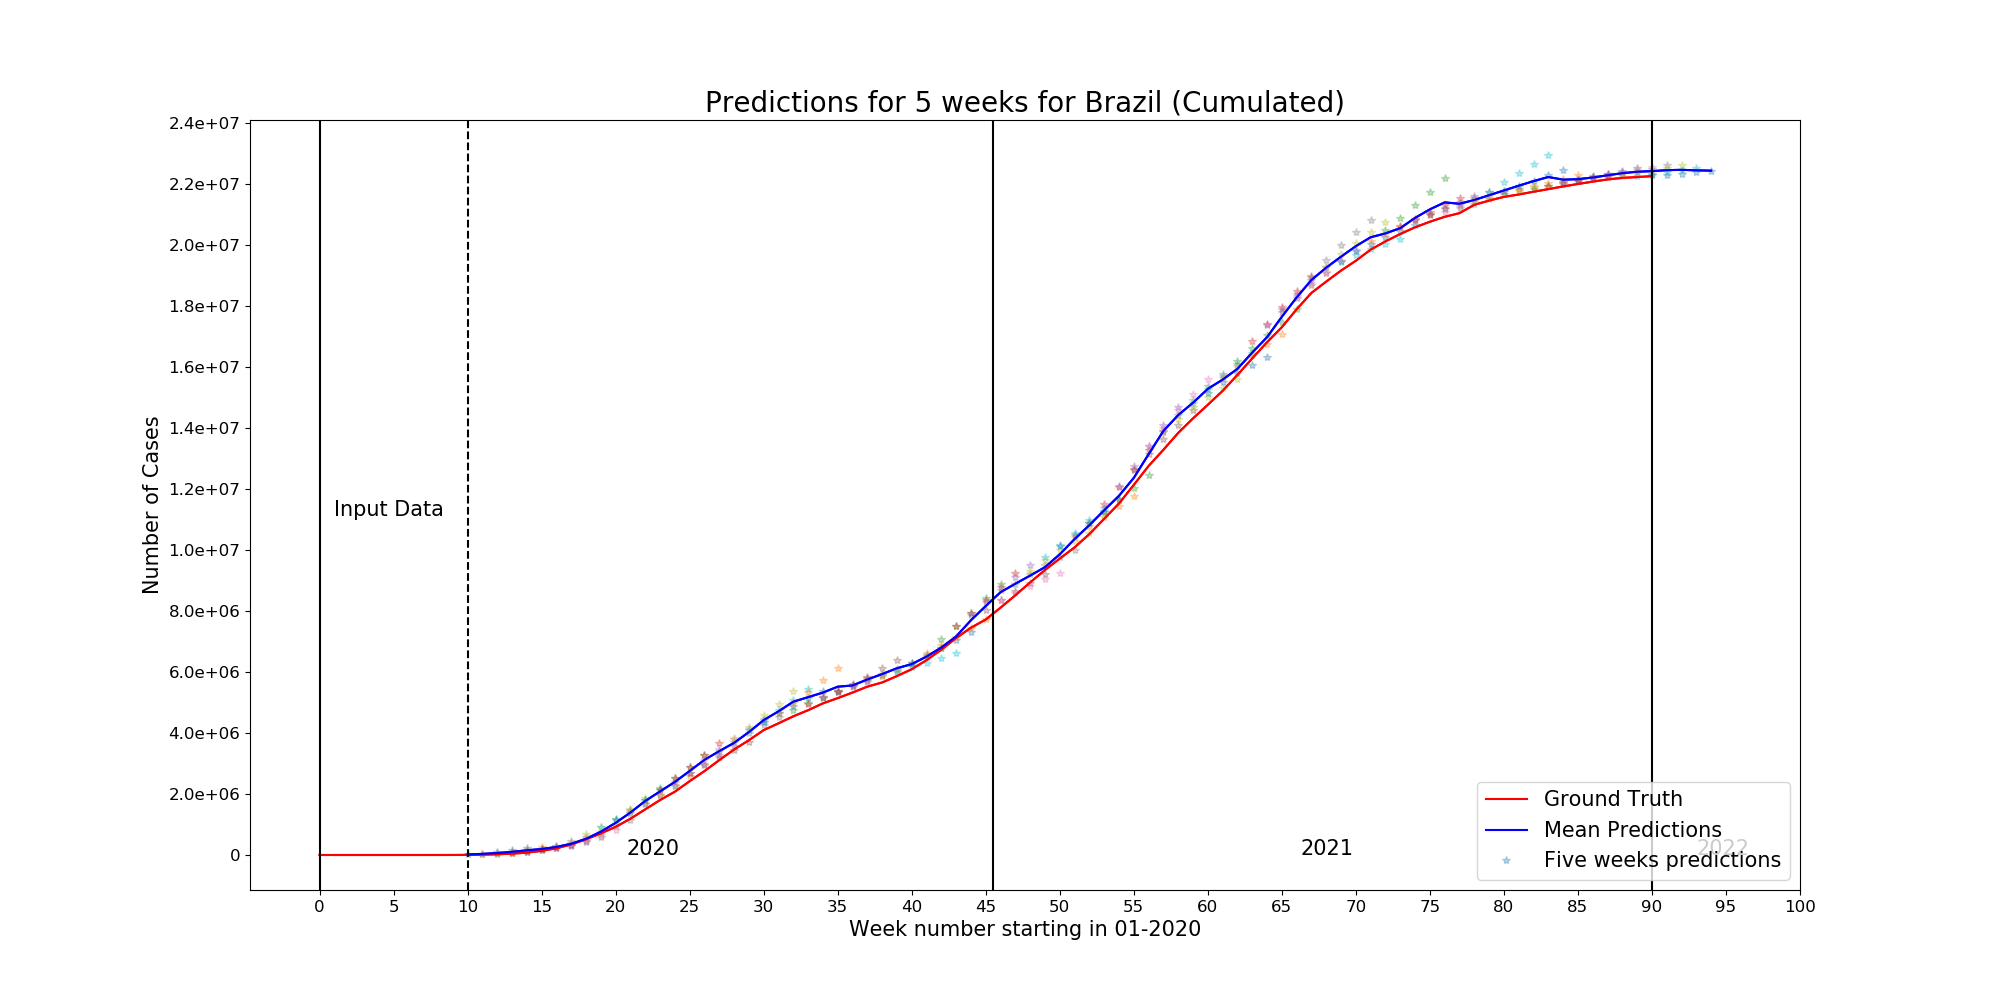 Predictions for 5 weeks for Brazil (Cumulated)
2.4e+07
2.2e+07
2.0e+07
1.8e+07
1.6e+07
1.4e+07
1.2e+07
1.0e+07
8.0e+06
6.0e+06
4.0e+06
2.0e+06
0
Number of Cases
Input Data
2020
2021
2022
Ground Truth
Mean Predictions
Five weeks predictions
0 5 10 15 20 25 30 35 40 45 50 55 60 65 70 75 80 85 90 95 100
Week number starting in 01-2020